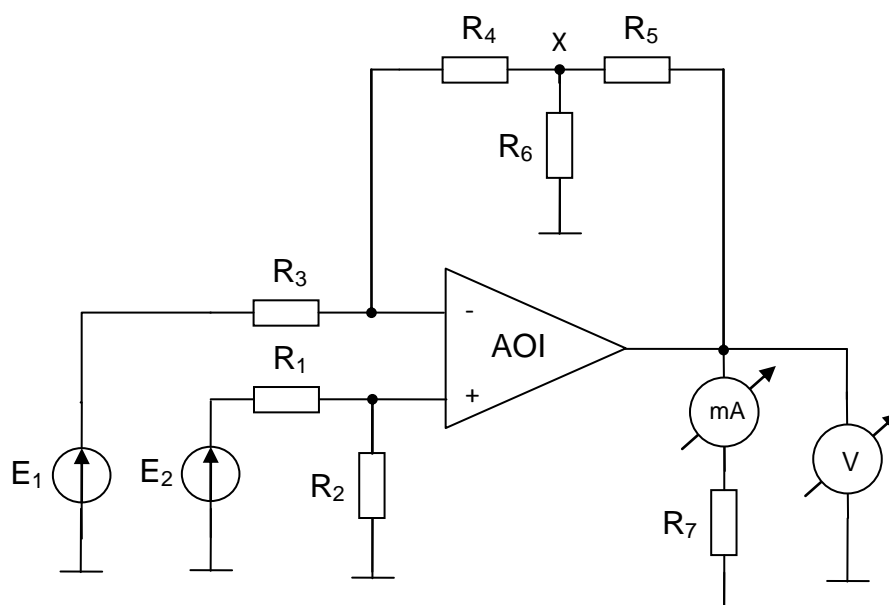 R₄ X R₅
R₆
R₃
-
AOI
R₁
+
mA
E₁ E₂ R₂ V
R₇